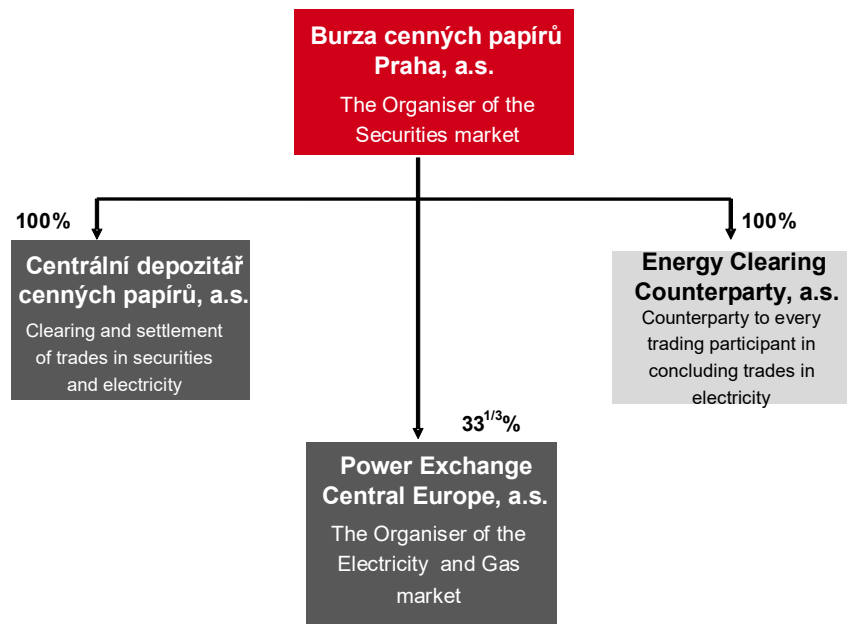 Burza cenných papírů
Praha, a.s.
The Organiser of the
Securities market
100%
Centrální depozitář
cenných papírů, a.s.
Clearing and settlement
of trades in securities
and electricity
100%
Energy Clearing
Counterparty, a.s.
Counterparty to every
trading participant in
concluding trades in
electricity
33 1/3%
Power Exchange
Central Europe, a.s.
The Organiser of the
Electricity and Gas
market